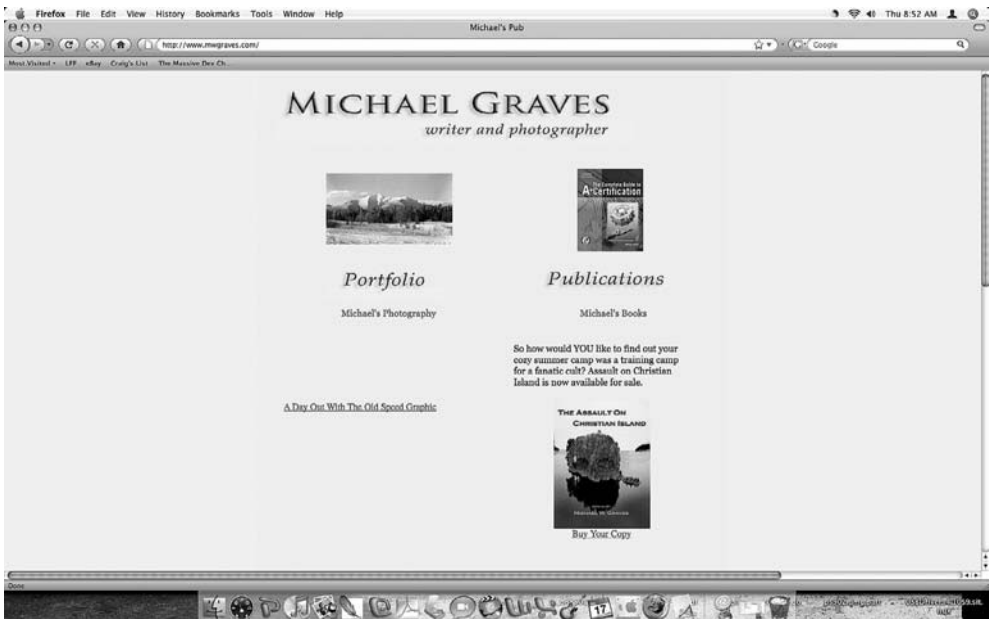 Firefox File Edit View History Bookmarks Tools Window Help Thu 8:52 AM
Michael's Pub
http://www.mwgraves.com/ Google
Most Visited LFF eBay Craig's List The Massive Dev Ch...
MICHAEL GRAVES
writer and photographer
The Complete Guide to
A+ Certification
Portfolio Publications
Michael's Photography Michael's Books
So how would YOU like to find out your
cozy summer camp was a training camp
for a fanatic cult? Assault on Christian
Island is now available for sale.
A Day Out With The Old Speed Graphic
THE ASSAULT ON
CHRISTIAN ISLAND
MICHAEL W. GRAVES
Buy Your Copy
Done
17